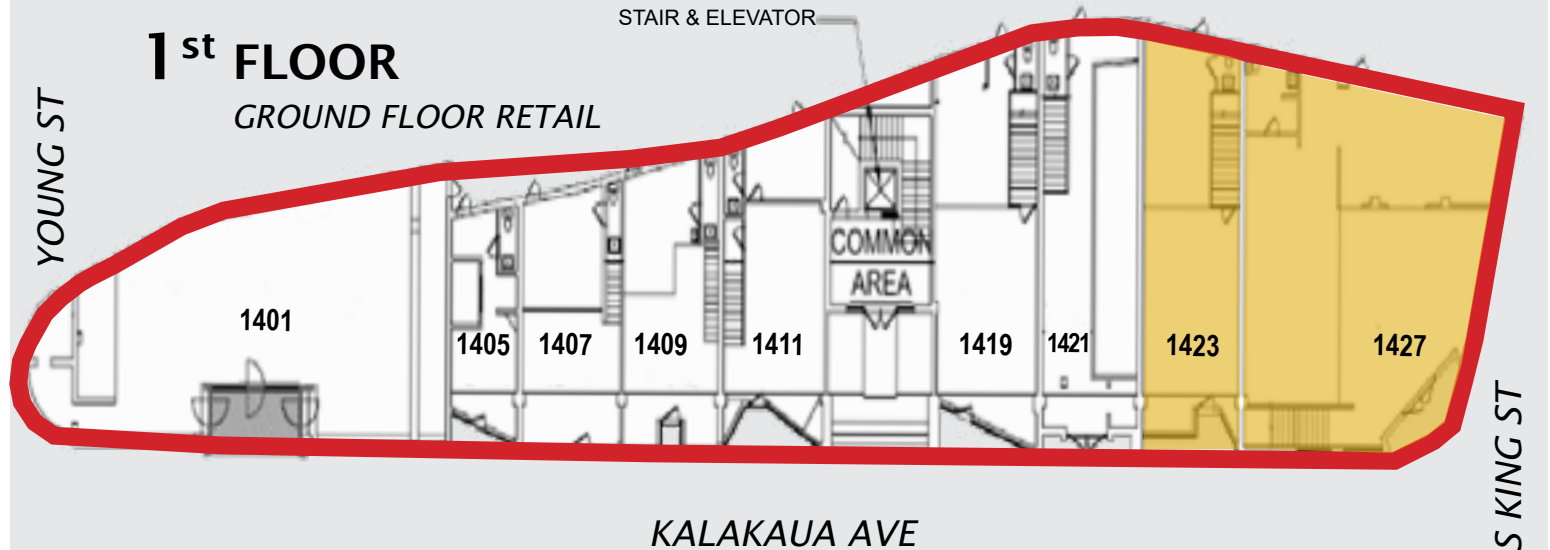 STAIR & ELEVATOR
1st FLOOR
GROUND FLOOR RETAIL
YOUNG ST
COMMON
AREA
1401
1405
1407
1409
1411
1419
1421
1423
1427
S KING ST
KALAKAUA AVE